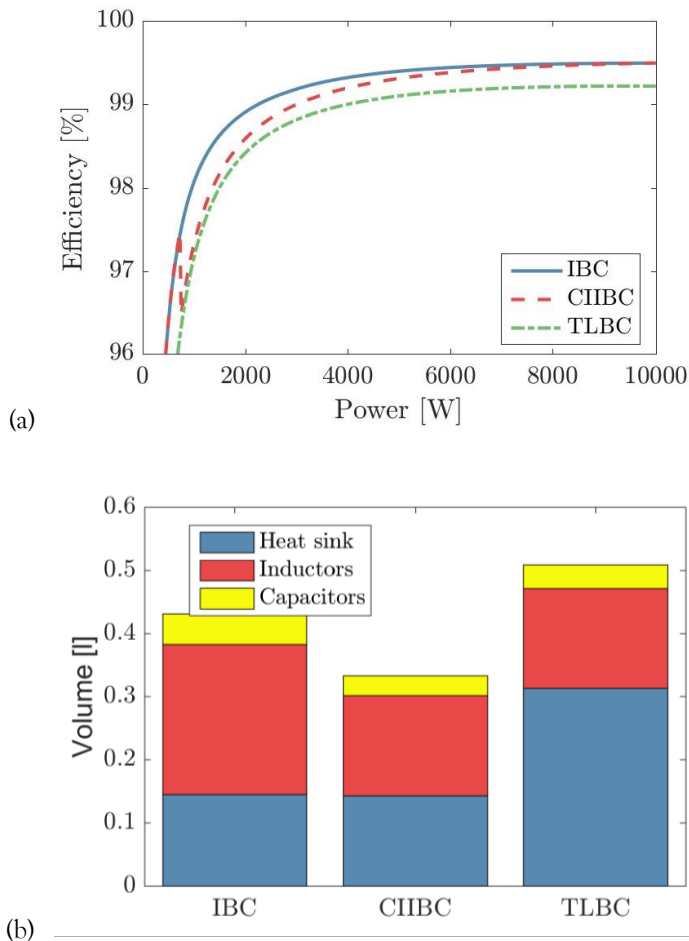 100
99
98
97
96
Efficiency [%]
IBC
CIIBC
TLBC
0 2000 4000 6000 8000 10000
Power [W]
(a)
0.6
0.5
0.4
0.3
0.2
0.1
0
Volume [l]
Heat sink
Inductors
Capacitors
IBC CIIBC TLBC
(b)